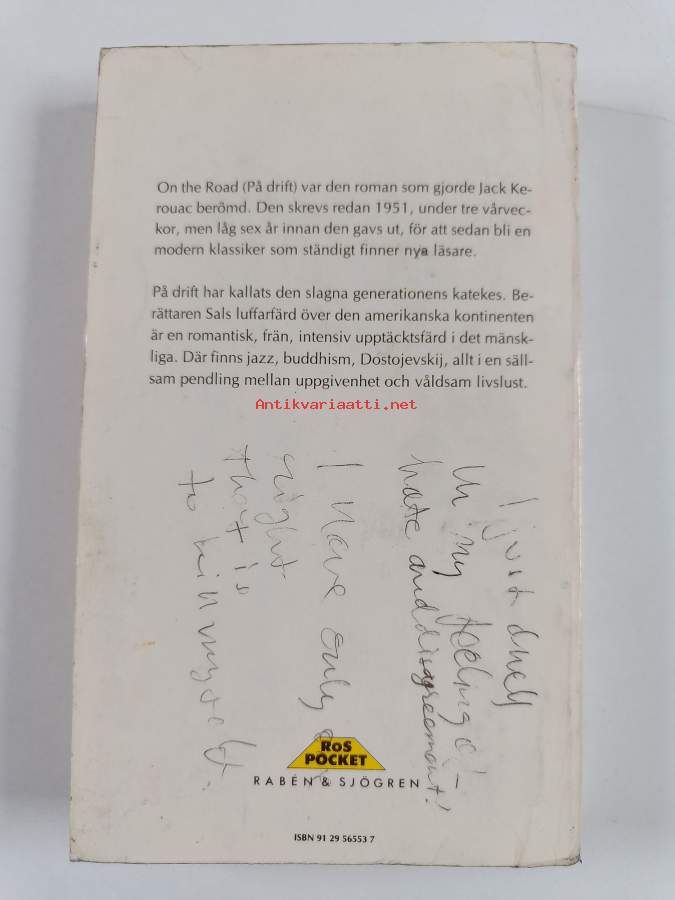 On the Road (På drift) var den roman som gjorde Jack Ke-
rouac berömd. Den skrevs redan 1951, under tre vårvec-
kor, men låg sex år innan den gavs ut, för att sedan bli en
modern klassiker som ständigt finner nya läsare.
På drift har kallats den slagna generationens katekes. Be-
rättaren Sals luffarfärd över den amerikanska kontinenten
är en romantisk, från, intensiv upptäcktsfärd i det mänsk-
liga. Där finns jazz, buddhism, Dostojevskij, allt i en säll-
sam pendling mellan uppgivenhet och våldsam livslust.
Antikvariaatti.net
I just dwell
in my feelings! -
hate and disagreement!
I have only one
right
that is
to kill myself.
RoS
POCKET
RABÉN & SJÖGREN
ISBN 91 29 56553 7